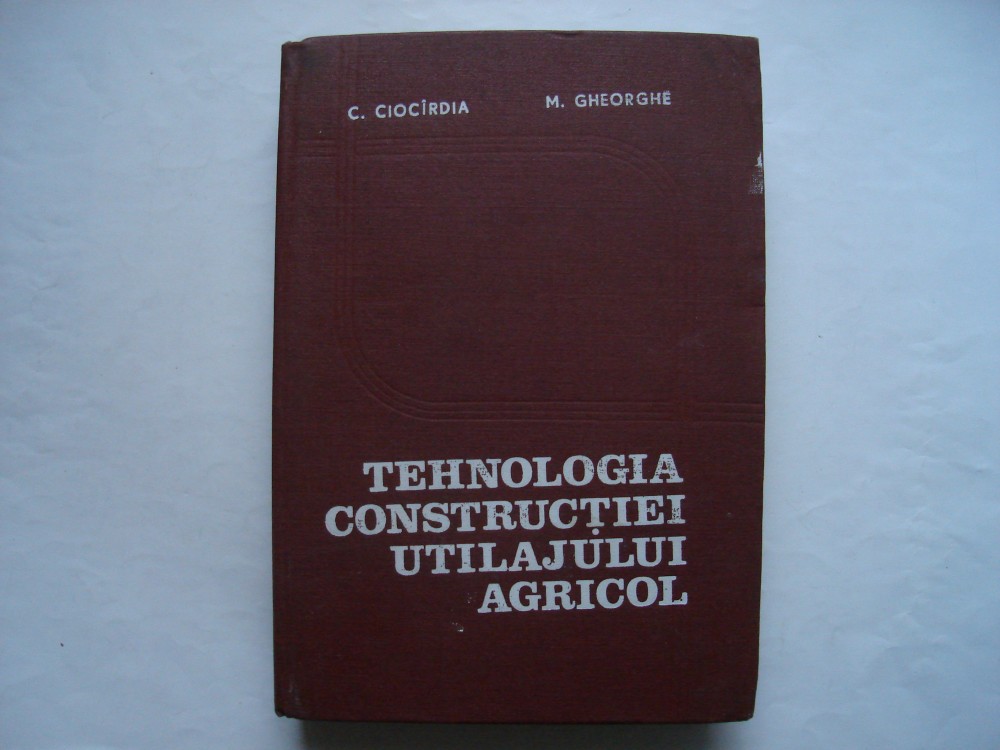 C. CIOCÎRDIA M. GHEORGHE
TEHNOLOGIA
CONSTRUCȚIEI
UTILAJULUI
AGRICOL